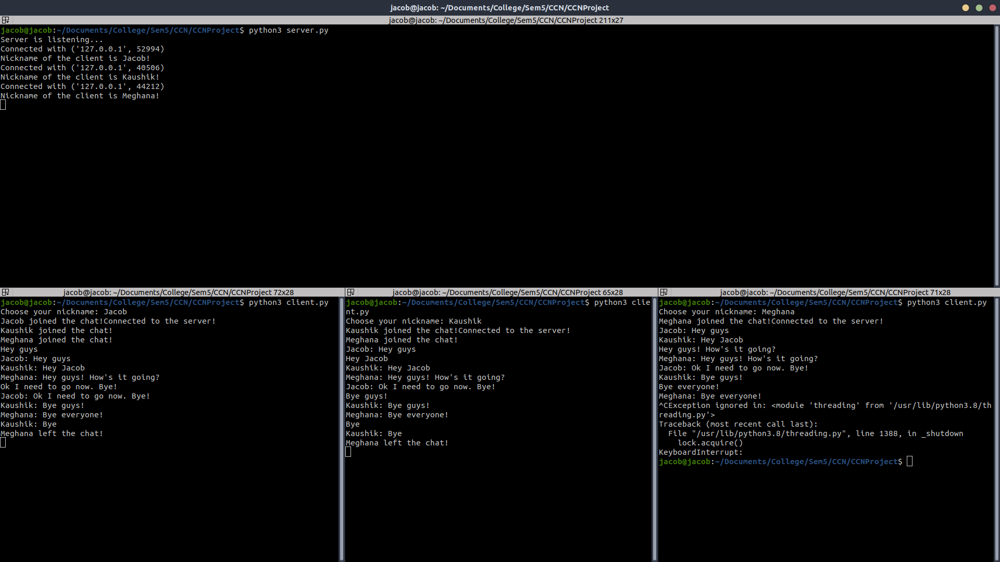 jacob@jacob: ~/Documents/College/Sem5/CCN/CCNProject
jacob@jacob: ~/Documents/College/Sem5/CCN/CCNProject 211x27
jacob@jacob:~/Documents/College/Sem5/CCN/CCNProject$ python3 server.py
Server is listening...
Connected with ('127.0.0.1', 52994)
Nickname of the client is Jacob!
Connected with ('127.0.0.1', 40506)
Nickname of the client is Kaushik!
Connected with ('127.0.0.1', 44212)
Nickname of the client is Meghana!
jacob@jacob: ~/Documents/College/Sem5/CCN/CCNProject 72x28
jacob@jacob:~/Documents/College/Sem5/CCN/CCNProject$ python3 client.py
Choose your nickname: Jacob
Jacob joined the chat!Connected to the server!
Kaushik joined the chat!
Meghana joined the chat!
Hey guys
Jacob: Hey guys
Kaushik: Hey Jacob
Meghana: Hey guys! How's it going?
Ok I need to go now. Bye!
Jacob: Ok I need to go now. Bye!
Kaushik: Bye guys!
Meghana: Bye everyone!
Kaushik: Bye
Meghana left the chat!
jacob@jacob: ~/Documents/College/Sem5/CCN/CCNProject 65x28
jacob@jacob:~/Documents/College/Sem5/CCN/CCNProject$ python3 clie
nt.py
Choose your nickname: Kaushik
Kaushik joined the chat!Connected to the server!
Meghana joined the chat!
Jacob: Hey guys
Hey Jacob
Kaushik: Hey Jacob
Meghana: Hey guys! How's it going?
Jacob: Ok I need to go now. Bye!
Bye guys!
Kaushik: Bye guys!
Meghana: Bye everyone!
Bye
Kaushik: Bye
Meghana left the chat!
jacob@jacob: ~/Documents/College/Sem5/CCN/CCNProject 71x28
jacob@jacob:~/Documents/College/Sem5/CCN/CCNProject$ python3 client.py
Choose your nickname: Meghana
Meghana joined the chat!Connected to the server!
Jacob: Hey guys
Kaushik: Hey Jacob
Hey guys! How's it going?
Meghana: Hey guys! How's it going?
Jacob: Ok I need to go now. Bye!
Kaushik: Bye guys!
Bye everyone!
Meghana: Bye everyone!
^CException ignored in: <module 'threading' from '/usr/lib/python3.8/th
reading.py'>
Traceback (most recent call last):
  File "/usr/lib/python3.8/threading.py", line 1388, in _shutdown
    lock.acquire()
KeyboardInterrupt:
jacob@jacob:~/Documents/College/Sem5/CCN/CCNProject$